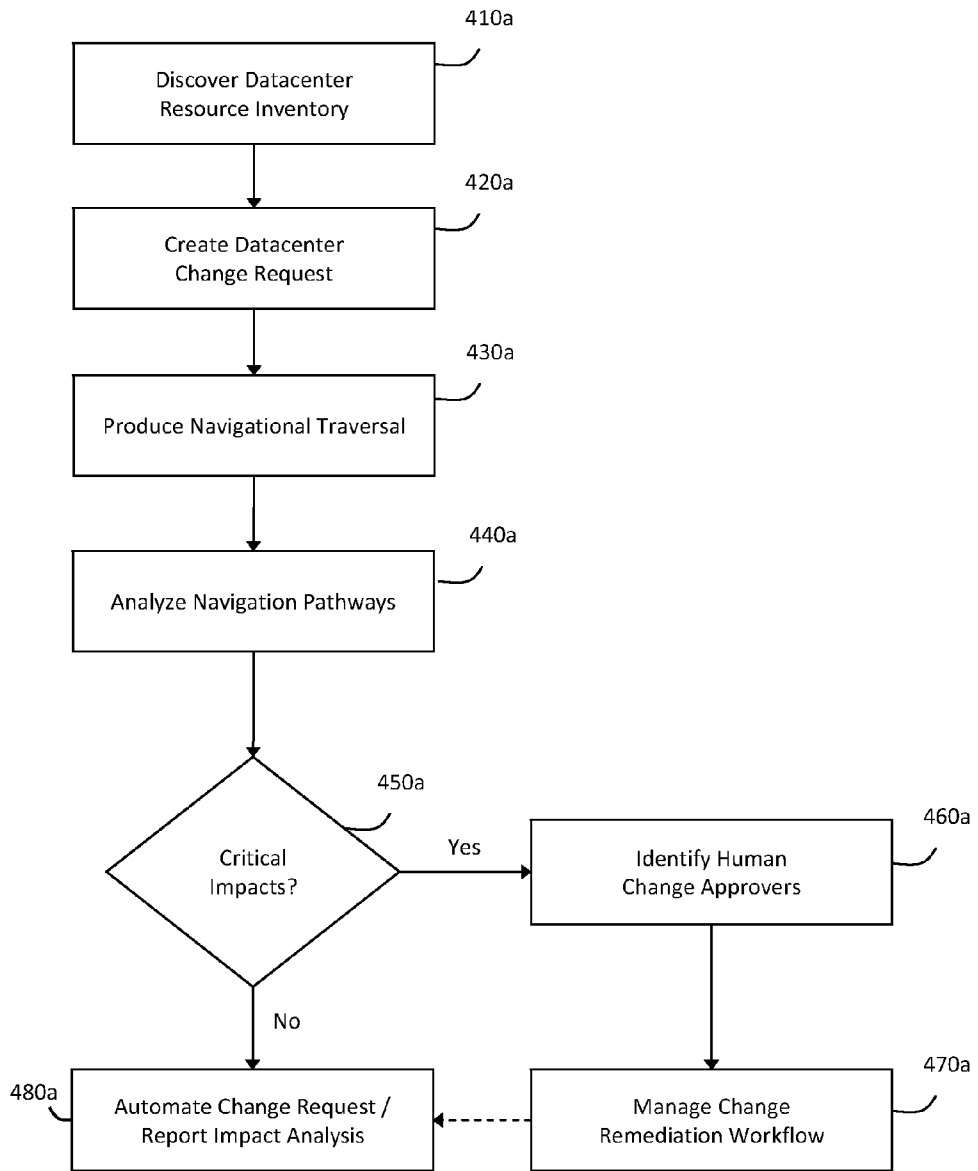 410a
Discover Datacenter
Resource Inventory
420a
Create Datacenter
Change Request
430a
Produce Navigational Traversal
440a
Analyze Navigation Pathways
450a
Critical
Impacts?
Yes
No
460a
Identify Human
Change Approvers
470a
Manage Change
Remediation Workflow
480a
Automate Change Request /
Report Impact Analysis